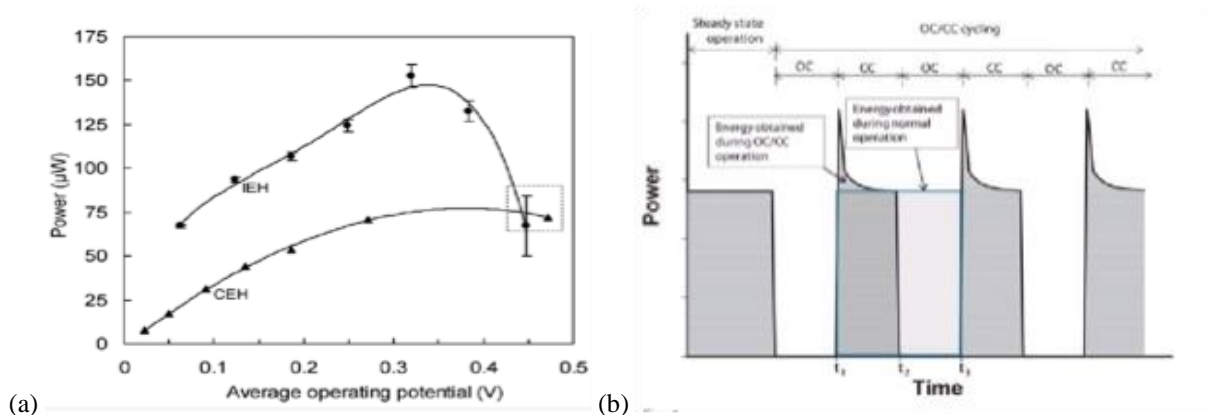 175
150
125
100
75
50
25
0
Power (µW)
IEH
CEH
0 0.1 0.2 0.3 0.4 0.5
Average operating potential (V)
(a)
Steady state
operation
OC/CC cycling
OC CC OC CC OC CC
Energy obtained
during OC/CC
operation
Energy obtained
during normal
operation
Power
t₁ t₂ t₃
Time
(b)